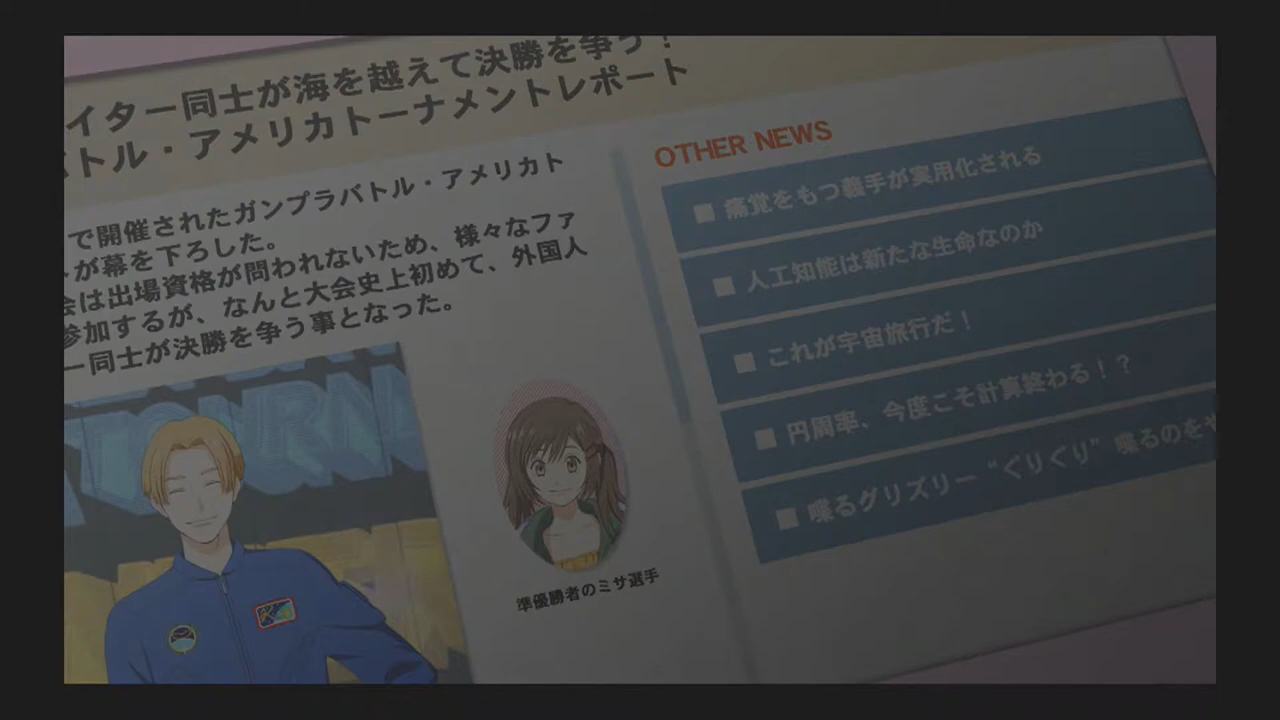 イター同士が海を越えて決勝を争う！
バトル・アメリカトーナメントレポート
で開催されたガンプラバトル・アメリカト
が幕を下ろした。
会は出場資格が問われないため、様々なファ
参加するが、なんと大会史上初めて、外国人
ー同士が決勝を争う事となった。
準優勝者のミサ選手
OTHER NEWS
■ 痛覚をもつ義手が実用化される
■ 人工知能は新たな生命なのか
■ これが宇宙旅行だ！
■ 円周率、今度こそ計算終わる！？
■ 喋るグリズリー“ぐりぐり”喋るのをや